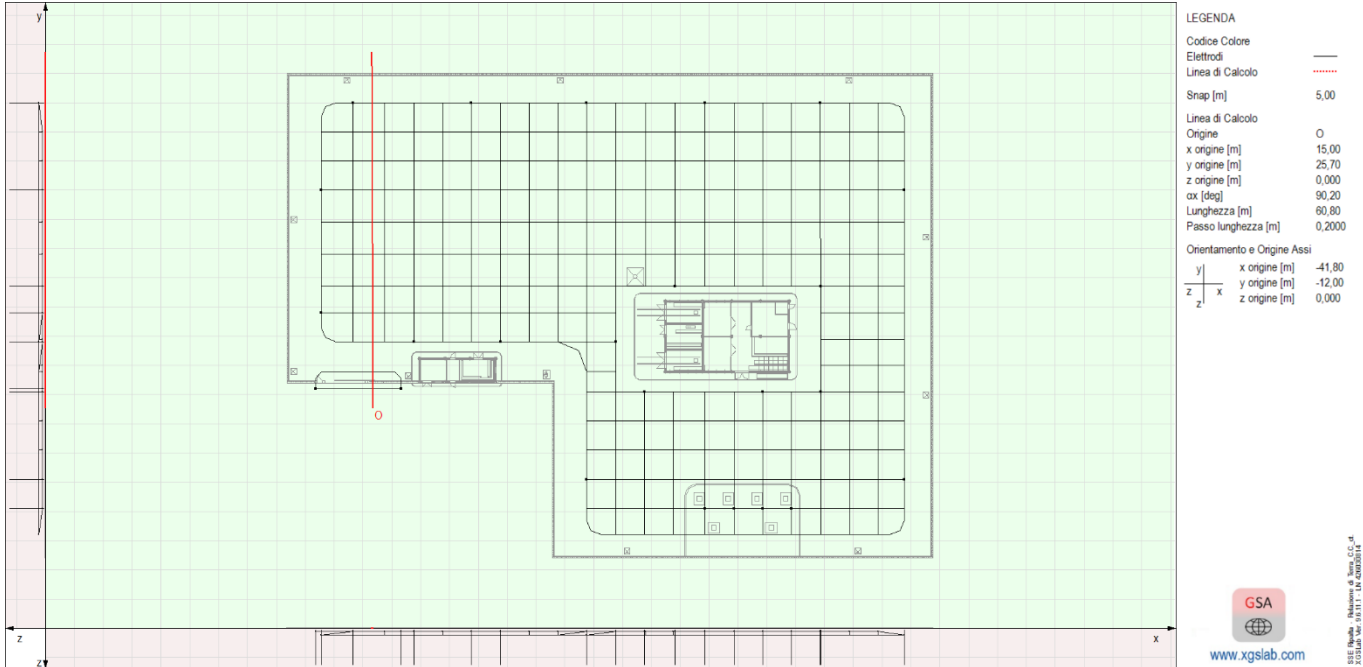 y
O
z
x
z
LEGENDA
Codice Colore
Elettrodi
Linea di Calcolo
Snap [m] 5,00
Linea di Calcolo
Origine O
x origine [m] 15,00
y origine [m] 25,70
z origine [m] 0,000
αx [deg] 90,20
Lunghezza [m] 60,80
Passo lunghezza [m] 0,2000
Orientamento e Origine Assi
y x origine [m] -41,80
z x y origine [m] -12,00
z z origine [m] 0,000
GSA
www.xgslab.com